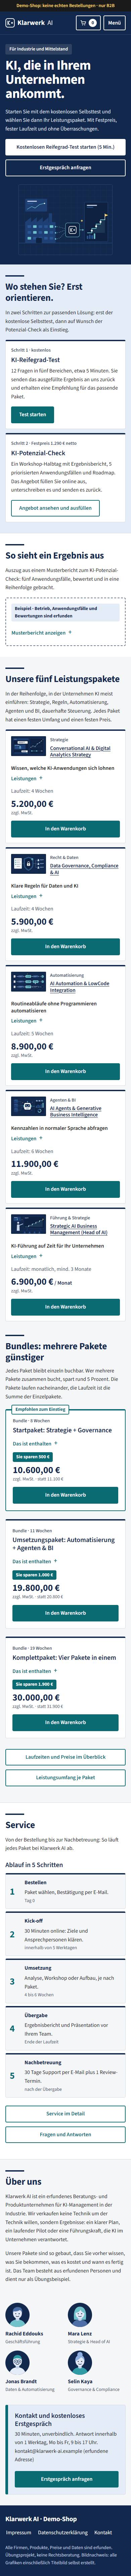 Demo-Shop: keine echten Bestellungen · nur B2B
Klarwerk AI
0
Menü
Für Industrie und Mittelstand
KI, die in Ihrem
Unternehmen
ankommt.
Starten Sie mit dem kostenlosen Selbsttest und
wählen Sie dann Ihr Leistungspaket. Mit Festpreis,
fester Laufzeit und ohne Überraschungen.
Kostenlosen Reifegrad-Test starten (5 Min.)
Erstgespräch anfragen
Wo stehen Sie? Erst
orientieren.
In zwei Schritten zur passenden Lösung: erst der
kostenlose Selbsttest, dann auf Wunsch der
Potenzial-Check als Einstieg.
Schritt 1 · kostenlos
KI-Reifegrad-Test
12 Fragen in fünf Bereichen, etwa 5 Minuten. Sie
senden das ausgefüllte Ergebnis an uns zurück
und erhalten eine Empfehlung für das passende
Paket.
Test starten
Schritt 2 · Festpreis 1.200 € netto
KI-Potenzial-Check
Ein Workshop-Halbtag mit Ergebnisbericht, 5
priorisierten Anwendungsfällen und Roadmap.
Das Angebot füllen Sie online aus,
unterschreiben es und senden es zurück.
Angebot ansehen und ausfüllen
So sieht ein Ergebnis aus
Auszug aus einem Musterbericht zum KI-Potenzial-
Check: fünf Anwendungsfälle, bewertet und in eine
Reihenfolge gebracht.
Beispiel · Betrieb, Anwendungsfälle und
Bewertungen sind erfunden
Musterbericht anzeigen +
Unsere fünf Leistungspakete
In der Reihenfolge, in der Unternehmen KI meist
einführen: Strategie, Regeln, Automatisierung,
Agenten und BI, dauerhafte Steuerung. Jedes Paket
hat einen festen Umfang und einen festen Preis.
Strategie
Conversational AI & Digital
Analytics Strategy
Wissen, welche KI-Anwendungen sich lohnen
Leistungen +
Laufzeit: 4 Wochen
5.200,00 €
zzgl. MwSt.
In den Warenkorb
Recht & Daten
Data Governance, Compliance
& AI
Klare Regeln für Daten und KI
Leistungen +
Laufzeit: 4 Wochen
5.900,00 €
zzgl. MwSt.
In den Warenkorb
Automatisierung
AI Automation & LowCode
Integration
Routineabläufe ohne Programmieren
automatisieren
Leistungen +
Laufzeit: 5 Wochen
8.900,00 €
zzgl. MwSt.
In den Warenkorb
Agenten & BI
AI Agents & Generative
Business Intelligence
Kennzahlen in normaler Sprache abfragen
Leistungen +
Laufzeit: 6 Wochen
11.900,00 €
zzgl. MwSt.
In den Warenkorb
Führung & Strategie
Strategic AI Business
Management (Head of AI)
KI-Führung auf Zeit für Ihr Unternehmen
Leistungen +
Laufzeit: monatlich, mind. 3 Monate
6.900,00 € / Monat
zzgl. MwSt.
In den Warenkorb
Bundles: mehrere Pakete
günstiger
Jedes Paket bleibt einzeln buchbar. Wer mehrere
Pakete zusammen bucht, spart rund 5 Prozent. Die
Pakete laufen nacheinander, die Laufzeit ist die
Summe der Einzelpakete.
Empfohlen zum Einstieg
Bundle · 8 Wochen
Startpaket: Strategie + Governance
Das ist enthalten +
Sie sparen 500 €
10.600,00 €
zzgl. MwSt. · statt 11.100 €
In den Warenkorb
Bundle · 11 Wochen
Umsetzungspaket: Automatisierung
+ Agenten & BI
Das ist enthalten +
Sie sparen 1.000 €
19.800,00 €
zzgl. MwSt. · statt 20.800 €
In den Warenkorb
Bundle · 19 Wochen
Komplettpaket: Vier Pakete in einem
Das ist enthalten +
Sie sparen 1.900 €
30.000,00 €
zzgl. MwSt. · statt 31.900 €
In den Warenkorb
Laufzeiten und Preise im Überblick
Leistungsumfang je Paket
Service
Von der Bestellung bis zur Nachbetreuung: So läuft
jedes Paket bei Klarwerk AI ab.
Ablauf in 5 Schritten
1
Bestellen
Paket wählen, Bestätigung per E-Mail.
Tag 0
2
Kick-off
30 Minuten online: Ziele und
Ansprechpersonen klären.
innerhalb von 5 Werktagen
3
Umsetzung
Analyse, Workshop oder Aufbau, je nach
Paket.
4 bis 6 Wochen
4
Übergabe
Ergebnisbericht und Präsentation vor
Ihrem Team.
Ende der Laufzeit
5
Nachbetreuung
30 Tage Support per E-Mail plus 1 Review-
Termin.
nach der Übergabe
Service im Detail
Fragen und Antworten
Über uns
Klarwerk AI ist ein erfundenes Beratungs- und
Produktunternehmen für KI-Management in der
Industrie. Wir verkaufen keine Technik um der
Technik willen, sondern Ergebnisse: ein klarer Plan,
ein laufender Pilot oder eine Führungskraft, die KI im
Unternehmen verantwortet.
Unsere Pakete sind so gebaut, dass Sie vorher wissen,
was Sie bekommen, was es kostet und wann es fertig
ist. Das Team besteht aus erfundenen Personen und
dient nur als Übungsbeispiel.
Rachid Eddouks
Geschäftsführung
Mara Lenz
Strategie & Head of AI
Jonas Brandt
Daten & Automatisierung
Selin Kaya
Governance & Compliance
Kontakt und kostenloses
Erstgespräch
30 Minuten, unverbindlich. Antwort innerhalb
von 1 Werktag, Mo bis Fr, 9 bis 17 Uhr.
kontakt@klarwerk-ai.example (erfundene
Adresse)
Erstgespräch anfragen
Klarwerk AI · Demo-Shop
Impressum Datenschutzerklärung Kontakt
Alle Firmen, Produkte, Preise und Daten sind erfunden.
Übungsprojekt, keine Rechtsberatung. Bildnachweis: alle
Grafiken einschließlich Titelbild selbst erstellt.